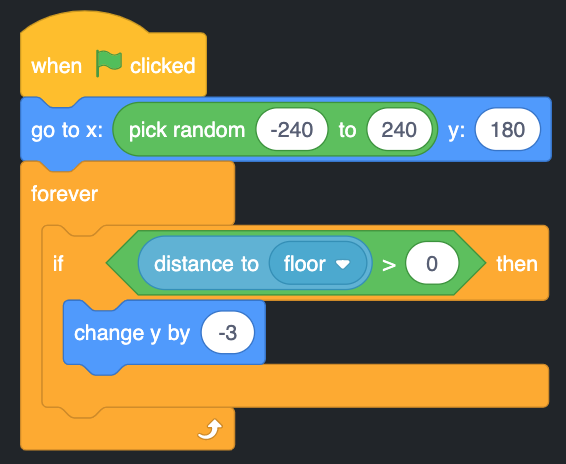 when clicked
go to x: pick random -240 to 240 y: 180
forever
if distance to floor > 0 then
change y by -3